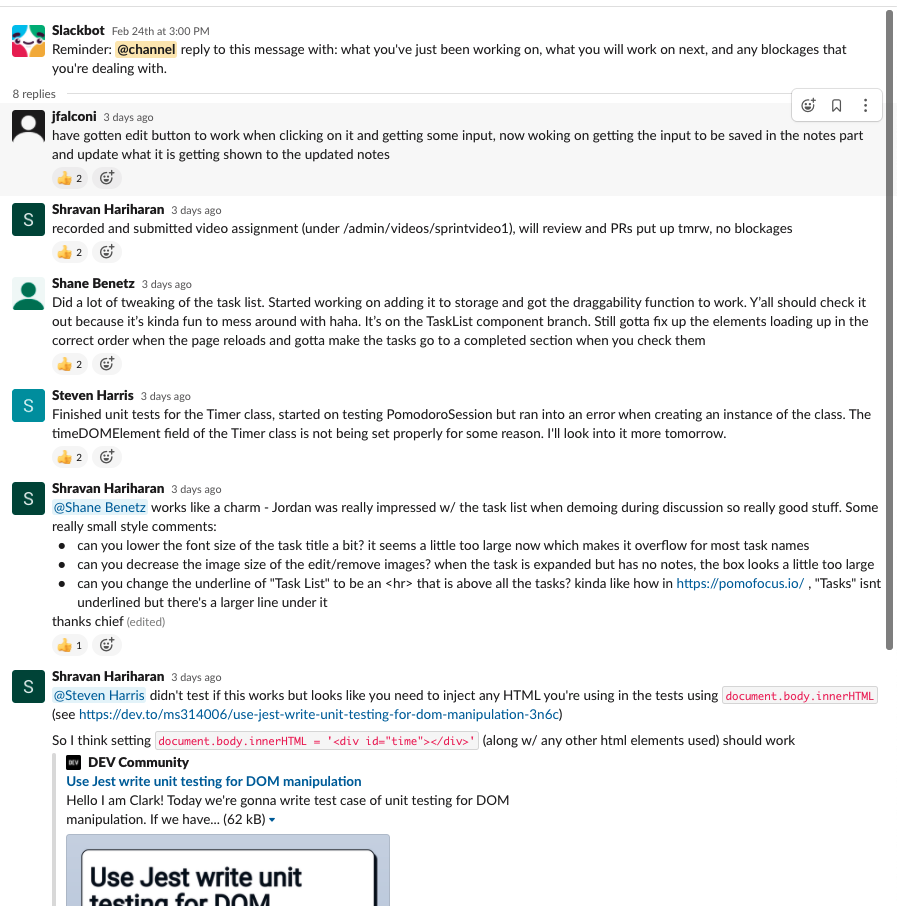 Slackbot Feb 24th at 3:00 PM
Reminder: @channel reply to this message with: what you've just been working on, what you will work on next, and any blockages that
you're dealing with.
8 replies
jfalconi 3 days ago
have gotten edit button to work when clicking on it and getting some input, now woking on getting the input to be saved in the notes part
and update what it is getting shown to the updated notes
👍 2
S
Shravan Hariharan 3 days ago
recorded and submitted video assignment (under /admin/videos/sprintvideo1), will review and PRs put up tmrw, no blockages
👍 2
Shane Benetz 3 days ago
Did a lot of tweaking of the task list. Started working on adding it to storage and got the draggability function to work. Y'all should check it
out because it's kinda fun to mess around with haha. It's on the TaskList component branch. Still gotta fix up the elements loading up in the
correct order when the page reloads and gotta make the tasks go to a completed section when you check them
👍 2
S
Steven Harris 3 days ago
Finished unit tests for the Timer class, started on testing PomodoroSession but ran into an error when creating an instance of the class. The
timeDOMElement field of the Timer class is not being set properly for some reason. I'll look into it more tomorrow.
👍 2
S
Shravan Hariharan 3 days ago
@Shane Benetz works like a charm - Jordan was really impressed w/ the task list when demoing during discussion so really good stuff. Some
really small style comments:
• can you lower the font size of the task title a bit? it seems a little too large now which makes it overflow for most task names
• can you decrease the image size of the edit/remove images? when the task is expanded but has no notes, the box looks a little too large
• can you change the underline of "Task List" to be an <hr> that is above all the tasks? kinda like how in https://pomofocus.io/ , "Tasks" isnt
underlined but there's a larger line under it
thanks chief (edited)
👍 1
S
Shravan Hariharan 3 days ago
@Steven Harris didn't test if this works but looks like you need to inject any HTML you're using in the tests using document.body.innerHTML
(see https://dev.to/ms314006/use-jest-write-unit-testing-for-dom-manipulation-3n6c)
So I think setting document.body.innerHTML = '<div id="time"></div>' (along w/ any other html elements used) should work
DEV DEV Community
Use Jest write unit testing for DOM manipulation
Hello I am Clark! Today we're gonna write test case of unit testing for DOM
manipulation. If we have... (62 kB)
Use Jest write unit
testing for DOM